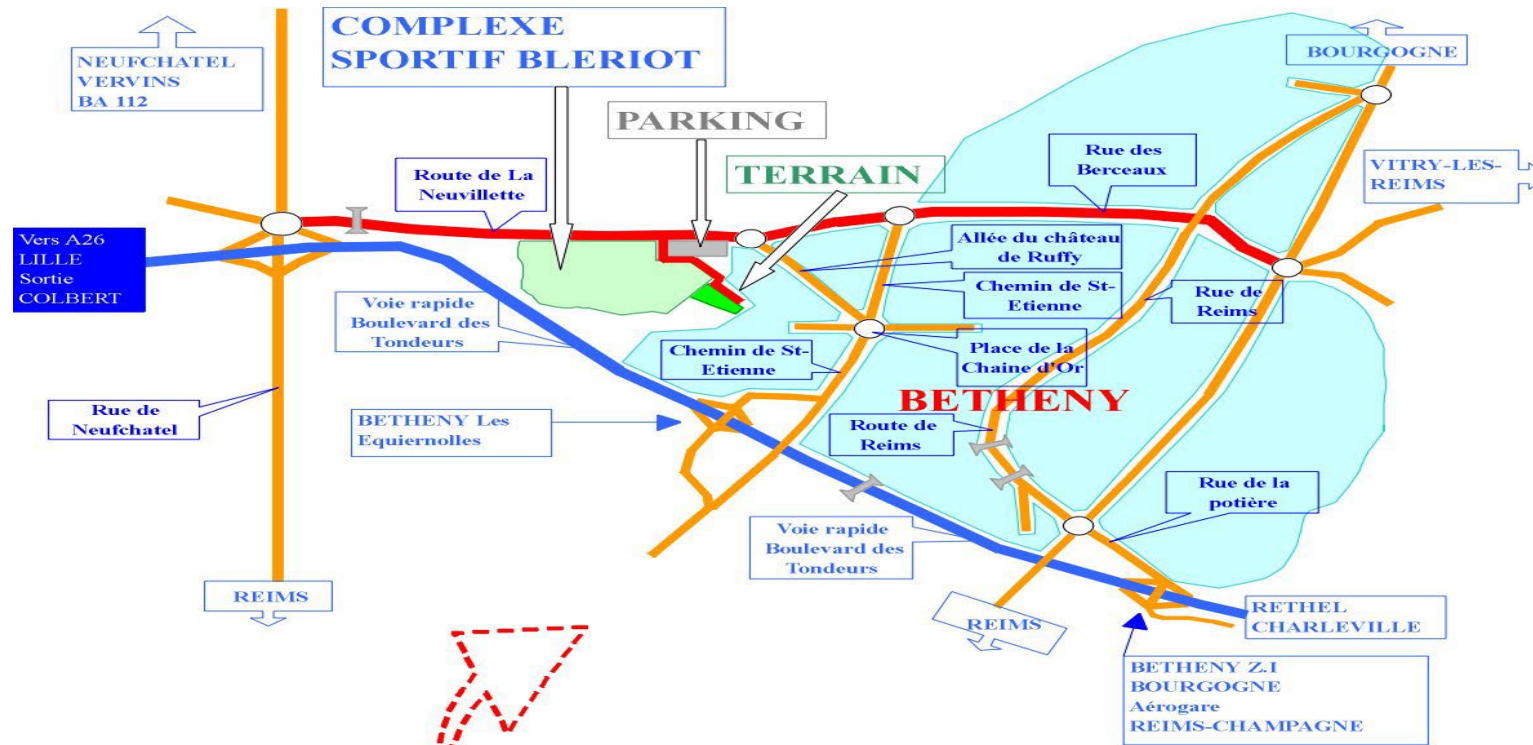 COMPLEXE
SPORTIF BLERIOT
NEUFCHATEL
VERVINS
BA 112
BOURGOGNE
PARKING
Route de La
Neuvillette
TERRAIN
Rue des
Berceaux
VITRY-LES-
REIMS
Vers A26
LILLE
Sortie
COLBERT
Allée du château
de Ruffy
Chemin de St-
Etienne
Rue de
Reims
Voie rapide
Boulevard des
Tondeurs
Chemin de St-
Etienne
Place de la
Chaine d'Or
BETHENY
Rue de
Neufchatel
BETHENY Les
Equiernolles
Route de
Reims
Rue de la
potière
Voie rapide
Boulevard des
Tondeurs
REIMS
REIMS
RETHEL
CHARLEVILLE
BETHENY Z.I
BOURGOGNE
Aérogare
REIMS-CHAMPAGNE